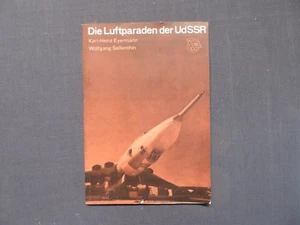 Die Luftparaden der UdSSR
Karl-Heinz Eyermann
Wolfgang Sellenthin